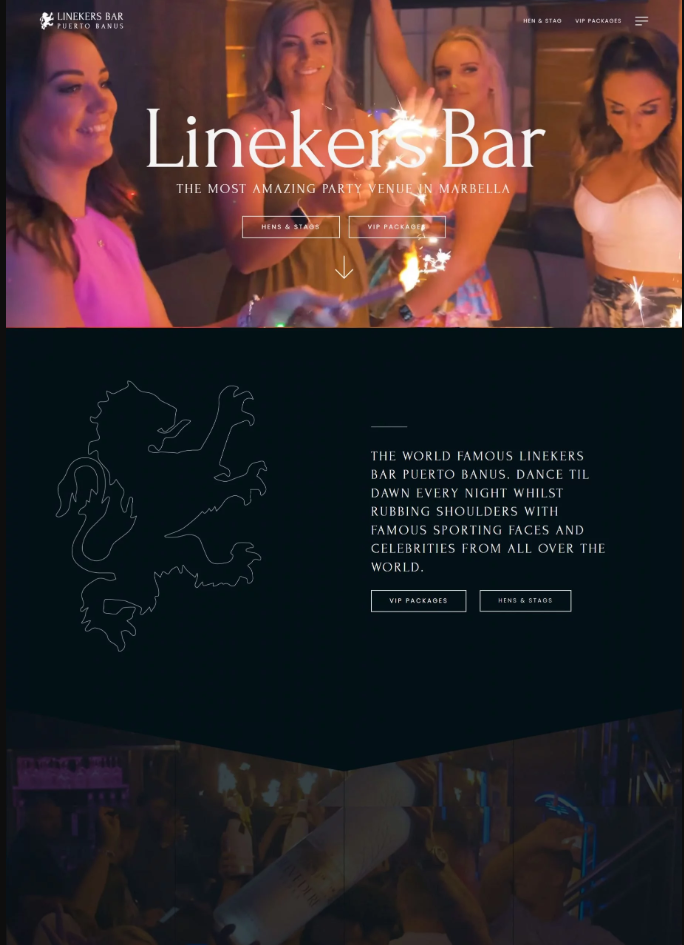 LINEKERS BAR
PUERTO BANUS
HEN & STAG
VIP PACKAGES
Linekers Bar
THE MOST AMAZING PARTY VENUE IN MARBELLA
HENS & STAGS
VIP PACKAGES
THE WORLD FAMOUS LINEKERS
BAR PUERTO BANUS. DANCE TIL
DAWN EVERY NIGHT WHILST
RUBBING SHOULDERS WITH
FAMOUS SPORTING FACES AND
CELEBRITIES FROM ALL OVER THE
WORLD.
VIP PACKAGES
HENS & STAGS